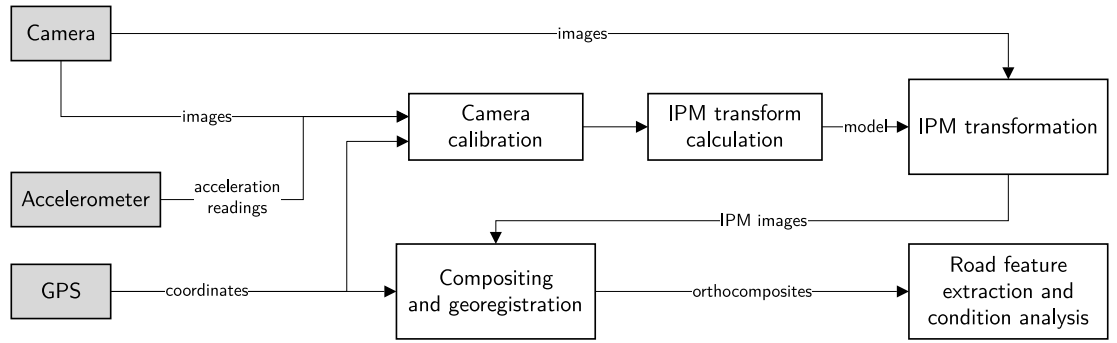 Camera
images
images
Camera
calibration
IPM transform
calculation
model
IPM transformation
Accelerometer
acceleration
readings
IPM images
GPS
coordinates
Compositing
and georegistration
orthocomposites
Road feature
extraction and
condition analysis